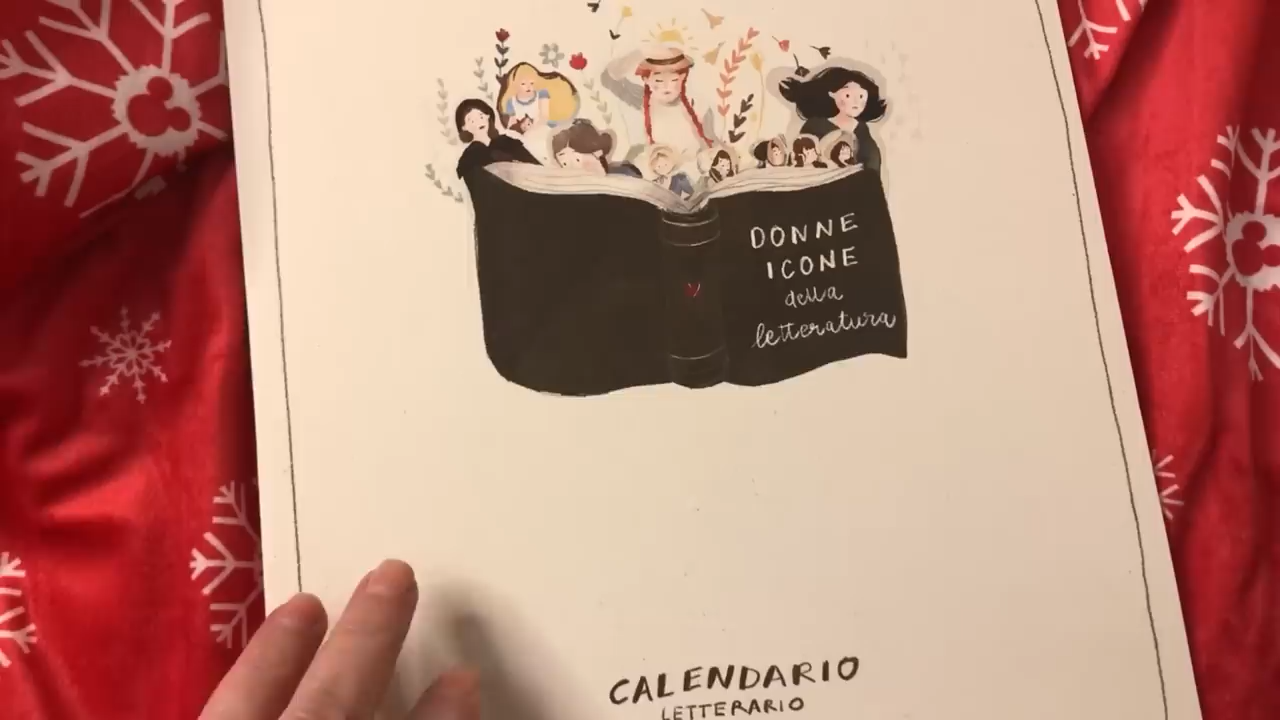 DONNE
ICONE
della
letteratura
CALENDARIO
LETTERARIO